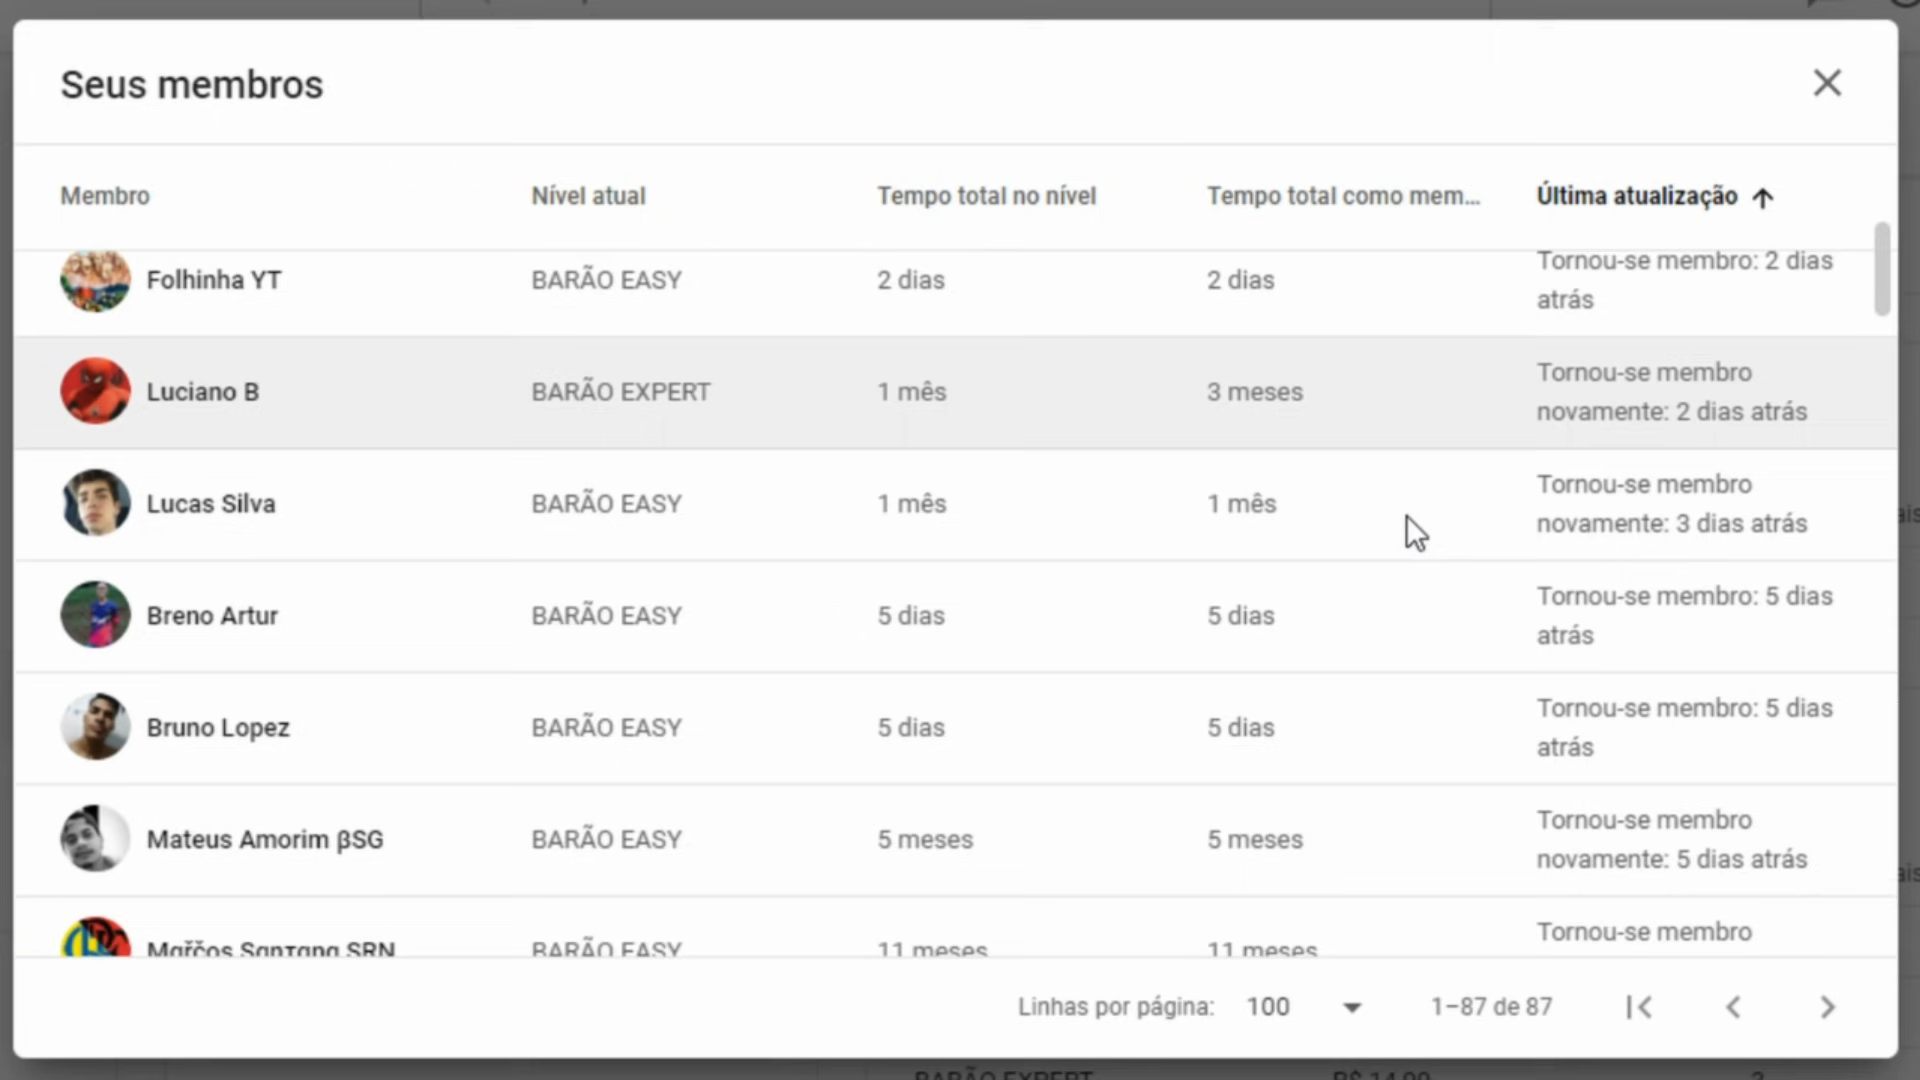 Seus membros
Membro Nível atual Tempo total no nível Tempo total como mem... Última atualização
Folhinha YT BARÃO EASY 2 dias 2 dias Tornou-se membro: 2 dias
atrás
Luciano B BARÃO EXPERT 1 mês 3 meses Tornou-se membro
novamente: 2 dias atrás
Lucas Silva BARÃO EASY 1 mês 1 mês Tornou-se membro
novamente: 3 dias atrás
Breno Artur BARÃO EASY 5 dias 5 dias Tornou-se membro: 5 dias
atrás
Bruno Lopez BARÃO EASY 5 dias 5 dias Tornou-se membro: 5 dias
atrás
Mateus Amorim βSG BARÃO EASY 5 meses 5 meses Tornou-se membro
novamente: 5 dias atrás
SRN BARÃO EASY 11 meses 11 meses Tornou-se membro
Linhas por página: 100 1–87 de 87
BARÃO EXPERT